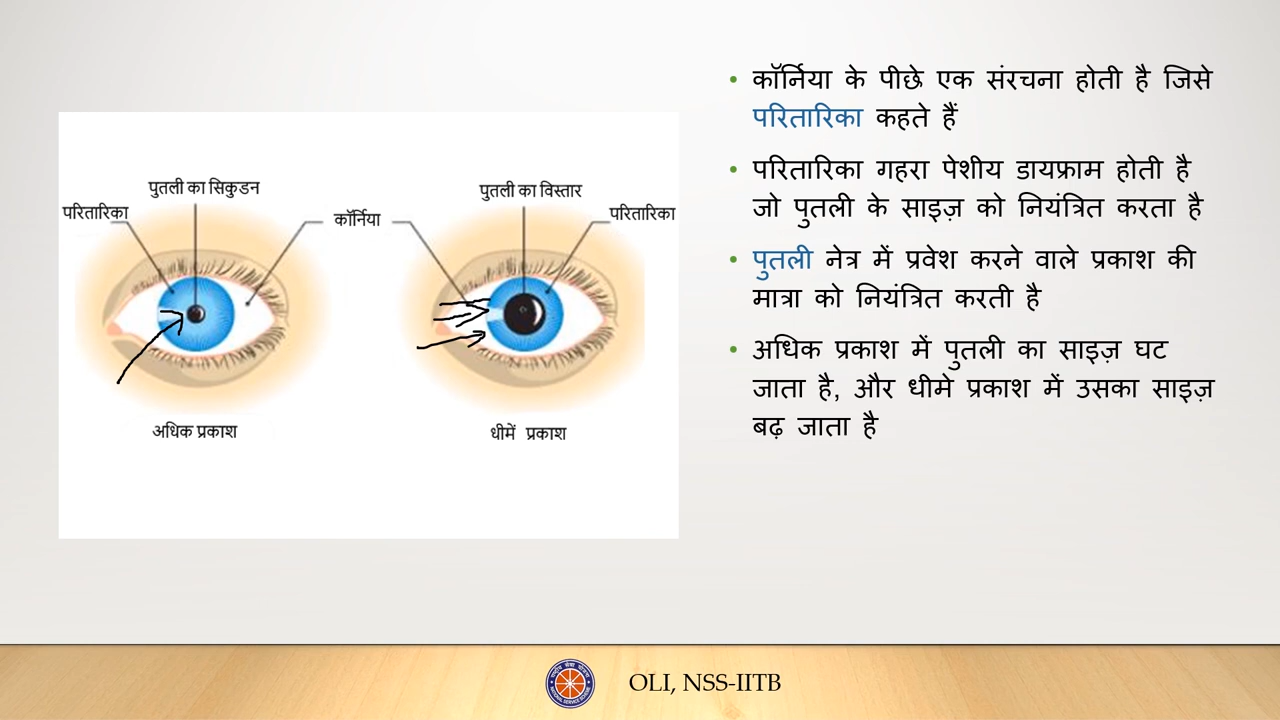 पुतली का सिकुडन
परितारिका
कॉर्निया
पुतली का विस्तार
परितारिका
अधिक प्रकाश
धीमें प्रकाश
• कॉर्निया के पीछे एक संरचना होती है जिसे
परितारिका कहते हैं
• परितारिका गहरा पेशीय डायफ्राम होती है
जो पुतली के साइज़ को नियंत्रित करता है
• पुतली नेत्र में प्रवेश करने वाले प्रकाश की
मात्रा को नियंत्रित करती है
• अधिक प्रकाश में पुतली का साइज़ घट
जाता है, और धीमे प्रकाश में उसका साइज़
बढ़ जाता है
OLI, NSS-IITB